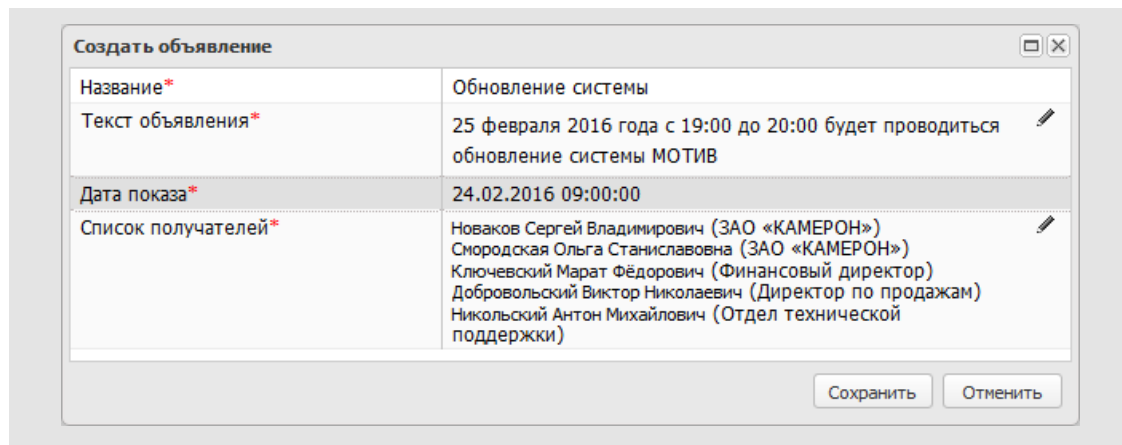 Создать объявление
Название* Обновление системы
Текст объявления* 25 февраля 2016 года с 19:00 до 20:00 будет проводиться
обновление системы МОТИВ
Дата показа* 24.02.2016 09:00:00
Список получателей* Новаков Сергей Владимирович (ЗАО «КАМЕРОН»)
Смородская Ольга Станиславовна (ЗАО «КАМЕРОН»)
Ключевский Марат Фёдорович (Финансовый директор)
Добровольский Виктор Николаевич (Директор по продажам)
Никольский Антон Михайлович (Отдел технической
поддержки)
Сохранить Отменить